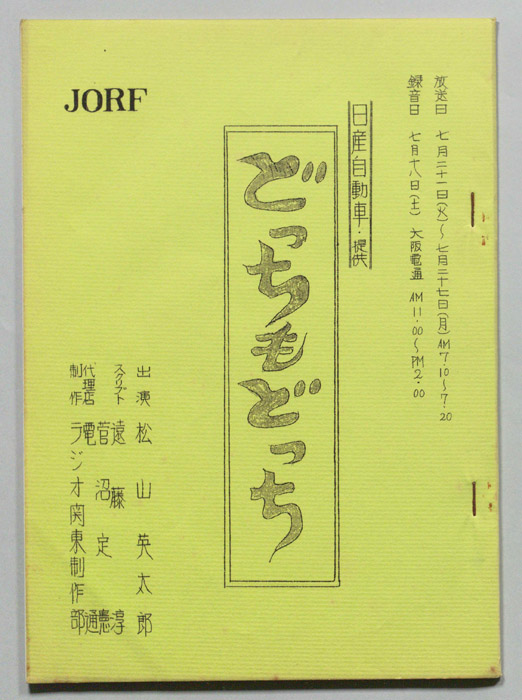 放送日 七月二十一日(火)〜七月二十七日(月)AM7.10〜7.20
録音日 七月十八日(土) 大阪電通 AM11.00〜PM2.00
日産自動車・提供
どっちもどっち
JORF
出演 松山英太郎
スクリプト 遠藤淳
菅沼定憲
代理店 電通
制作 ラジオ関東制作部